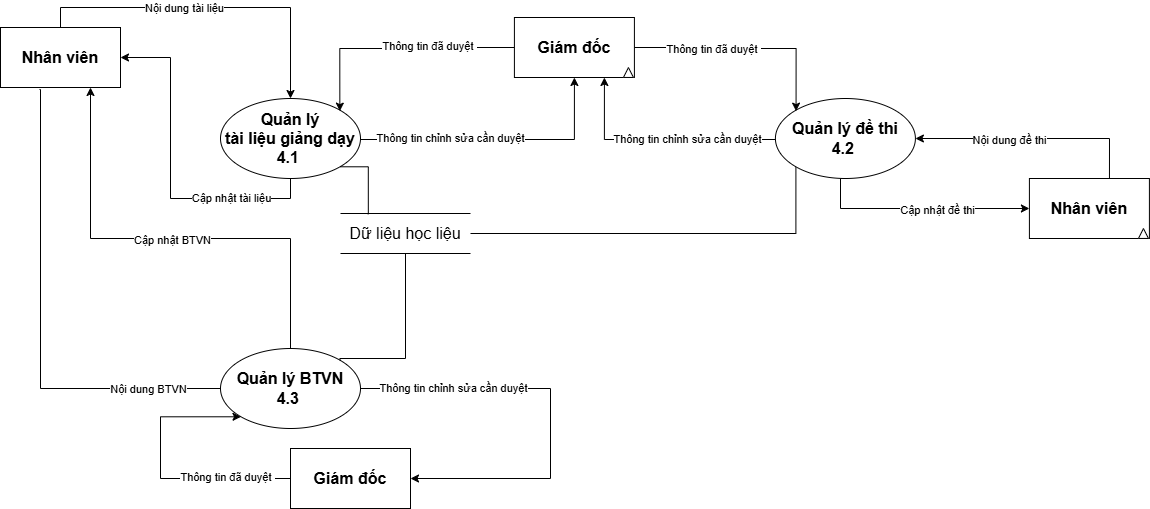 Nội dung tài liệu
Nhân viên
Thông tin đã duyệt
Giám đốc
Thông tin đã duyệt
Quản lý
tài liệu giảng dạy
4.1
Thông tin chỉnh sửa cần duyệt
Thông tin chỉnh sửa cần duyệt
Quản lý đề thi
4.2
Nội dung đề thi
Cập nhật tài liệu
Cập nhật đề thi
Nhân viên
Dữ liệu học liệu
Cập nhật BTVN
Nội dung BTVN
Quản lý BTVN
4.3
Thông tin chỉnh sửa cần duyệt
Thông tin đã duyệt
Giám đốc